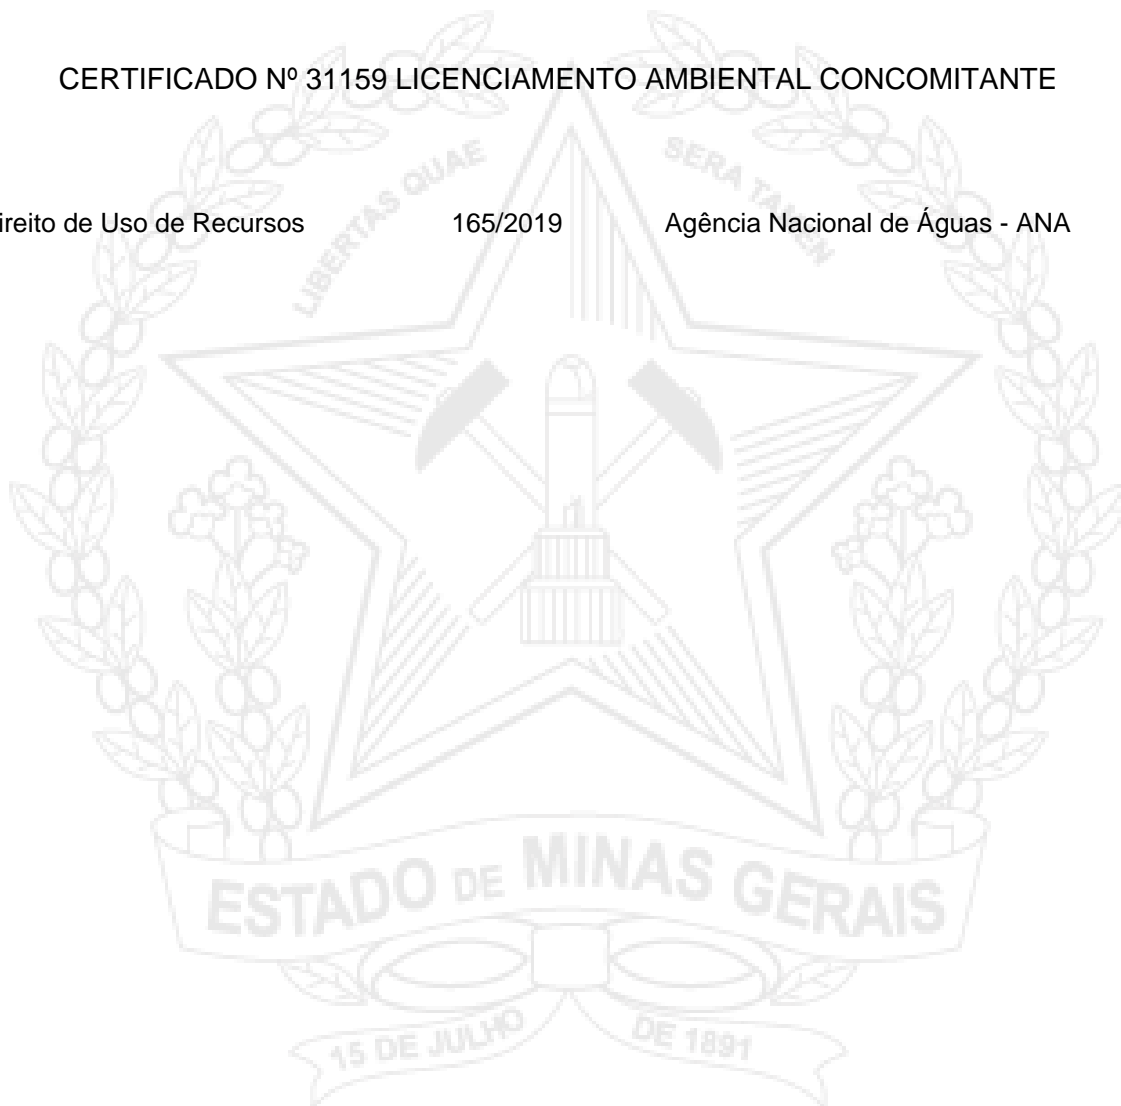 CERTIFICADO Nº 31159 LICENCIAMENTO AMBIENTAL CONCOMITANTE
LIBERTAS QUAE SERA TAMEN
ireito de Uso de Recursos 165/2019 Agência Nacional de Águas - ANA
ESTADO DE MINAS GERAIS
15 DE JULHO DE 1891